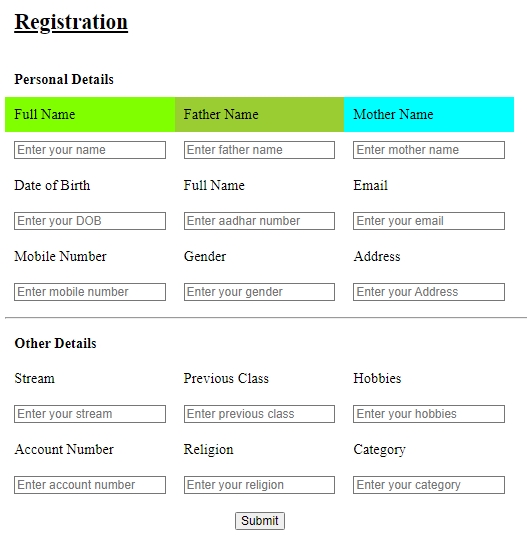 Registration
Personal Details
Full Name Father Name Mother Name
Enter your name Enter father name Enter mother name
Date of Birth Full Name Email
Enter your DOB Enter aadhar number Enter your email
Mobile Number Gender Address
Enter mobile number Enter your gender Enter your Address
Other Details
Stream Previous Class Hobbies
Enter your stream Enter previous class Enter your hobbies
Account Number Religion Category
Enter account number Enter your religion Enter your category
Submit